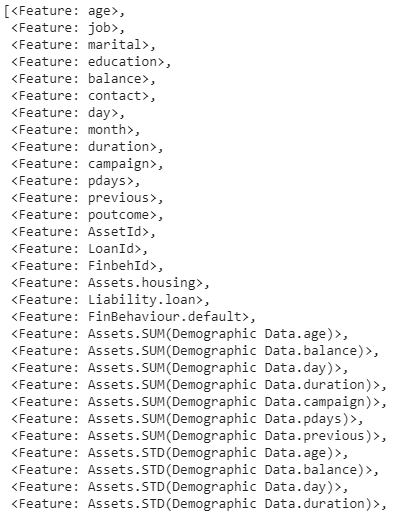 [<Feature: age>,
<Feature: job>,
<Feature: marital>,
<Feature: education>,
<Feature: balance>,
<Feature: contact>,
<Feature: day>,
<Feature: month>,
<Feature: duration>,
<Feature: campaign>,
<Feature: pdays>,
<Feature: previous>,
<Feature: poutcome>,
<Feature: AssetId>,
<Feature: LoanId>,
<Feature: FinbehId>,
<Feature: Assets.housing>,
<Feature: Liability.loan>,
<Feature: FinBehaviour.default>,
<Feature: Assets.SUM(Demographic Data.age)>,
<Feature: Assets.SUM(Demographic Data.balance)>,
<Feature: Assets.SUM(Demographic Data.day)>,
<Feature: Assets.SUM(Demographic Data.duration)>,
<Feature: Assets.SUM(Demographic Data.campaign)>,
<Feature: Assets.SUM(Demographic Data.pdays)>,
<Feature: Assets.SUM(Demographic Data.previous)>,
<Feature: Assets.STD(Demographic Data.age)>,
<Feature: Assets.STD(Demographic Data.balance)>,
<Feature: Assets.STD(Demographic Data.day)>,
<Feature: Assets.STD(Demographic Data.duration)>,